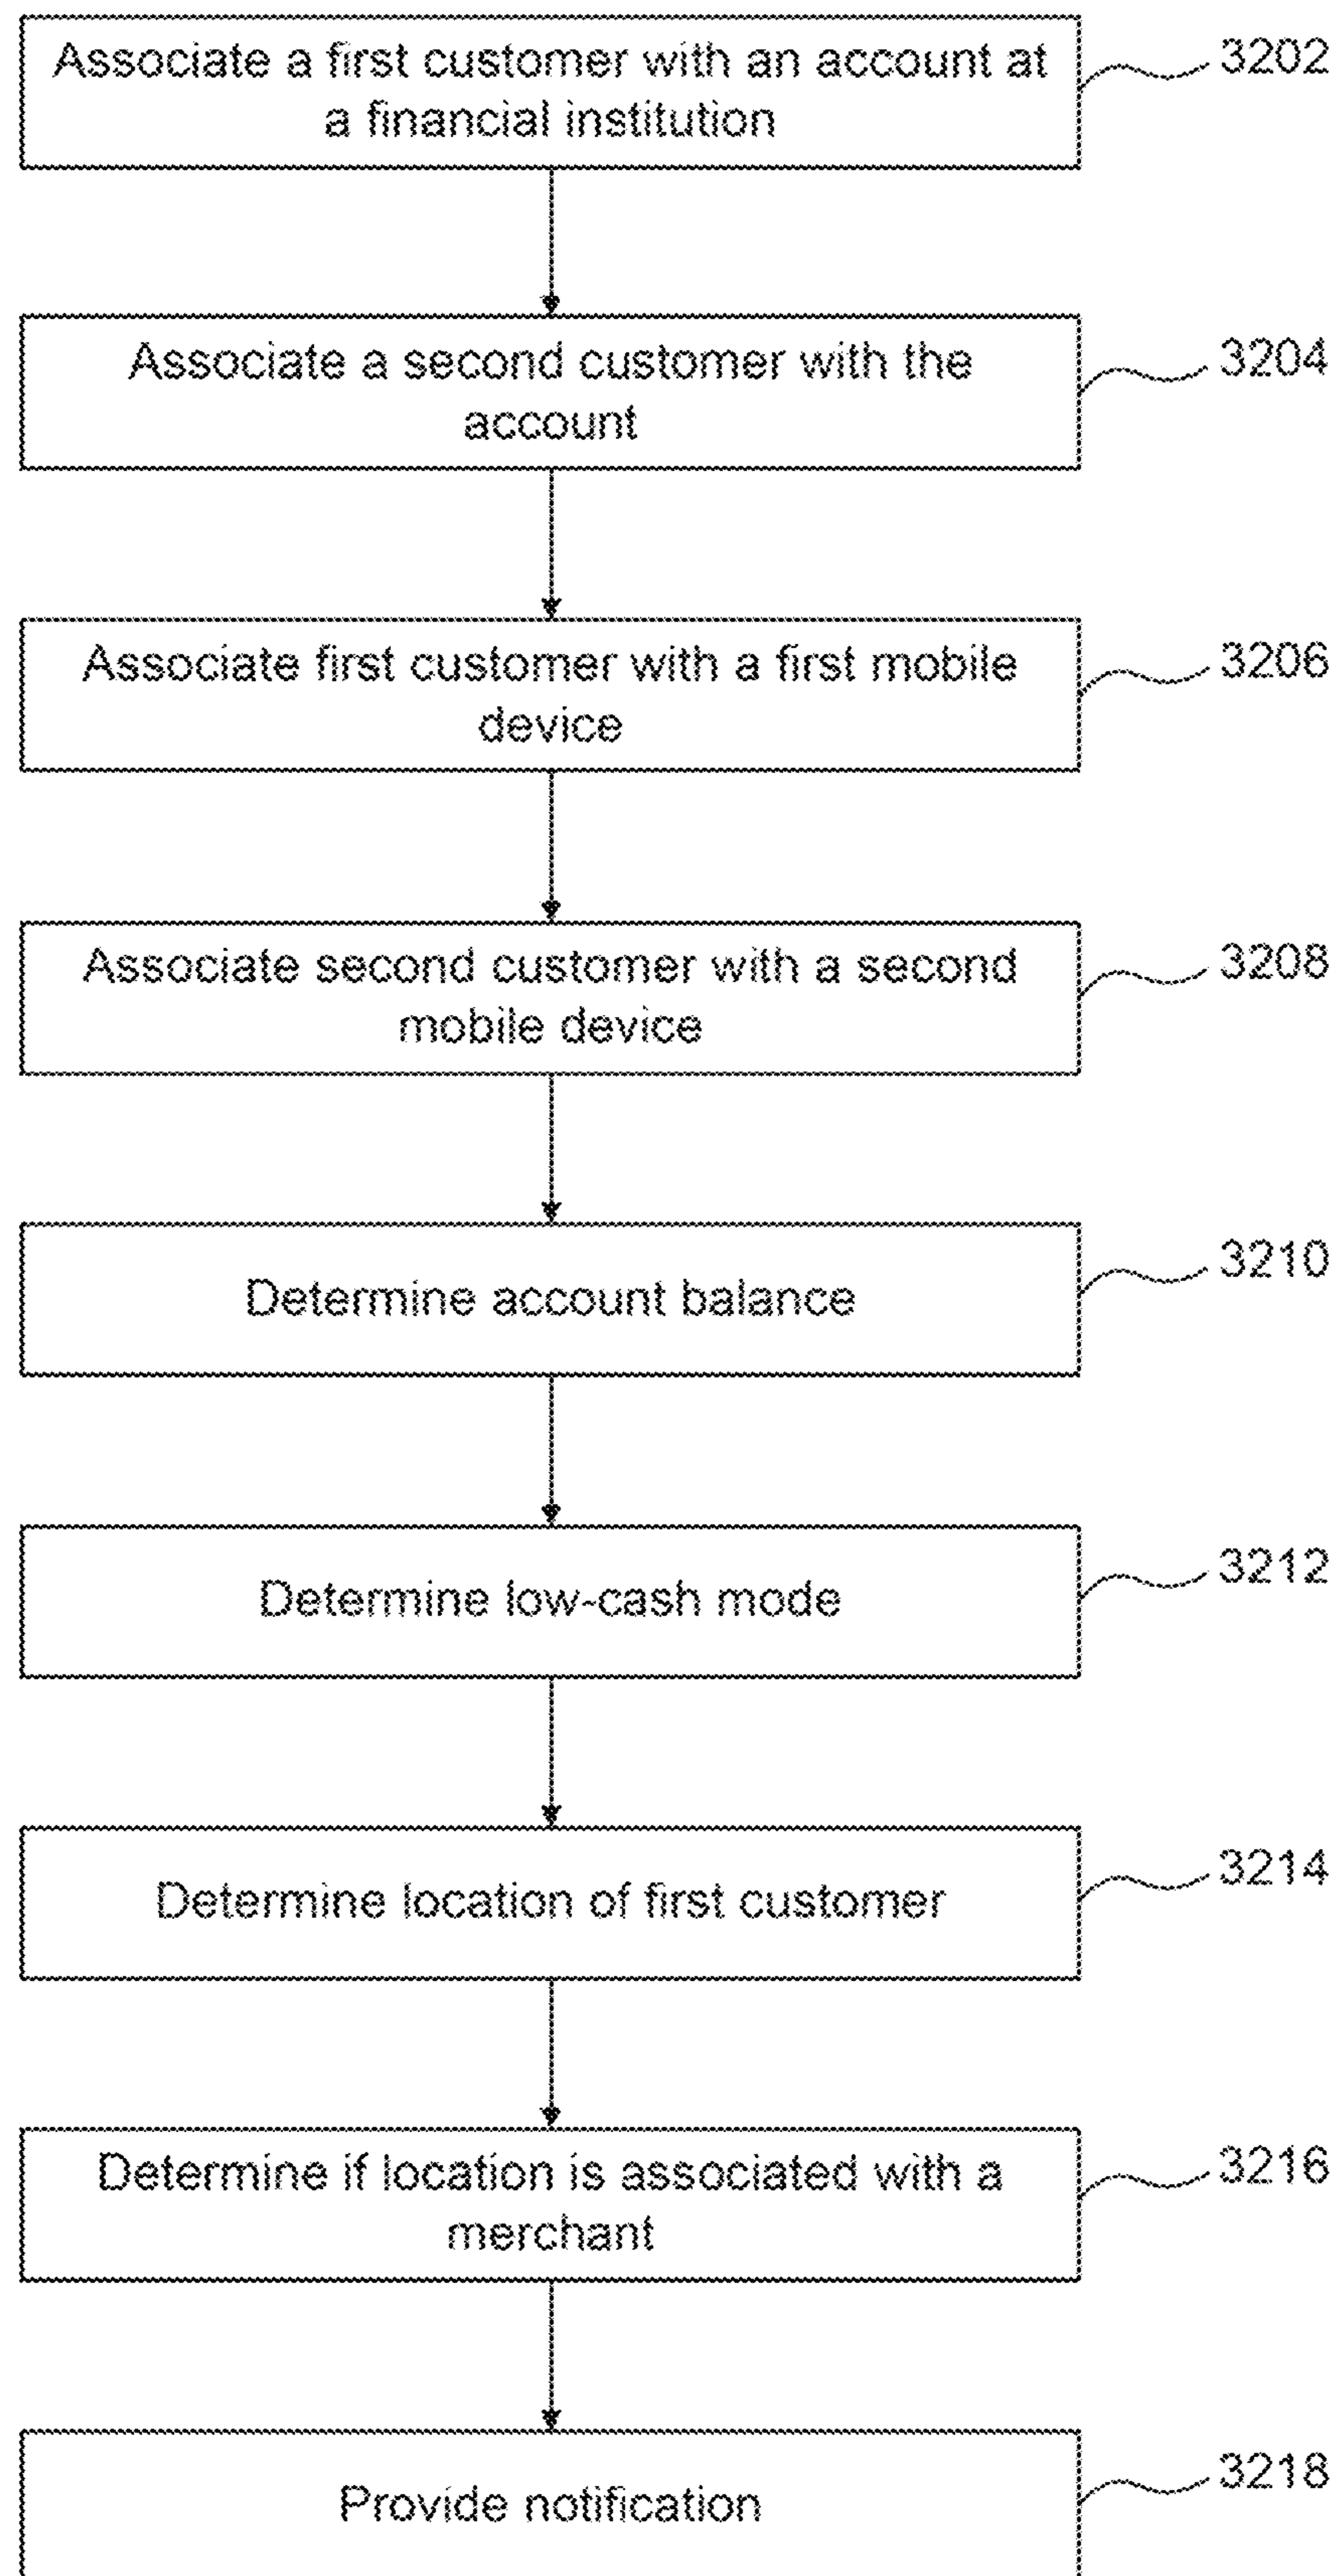 Associate a first customer with an account at
a financial institution
3202
Associate a second customer with the
account
3204
Associate first customer with a first mobile
device
3206
Associate second customer with a second
mobile device
3208
Determine account balance
3210
Determine low-cash mode
3212
Determine location of first customer
3214
Determine if location is associated with a
merchant
3216
Provide notification
3218